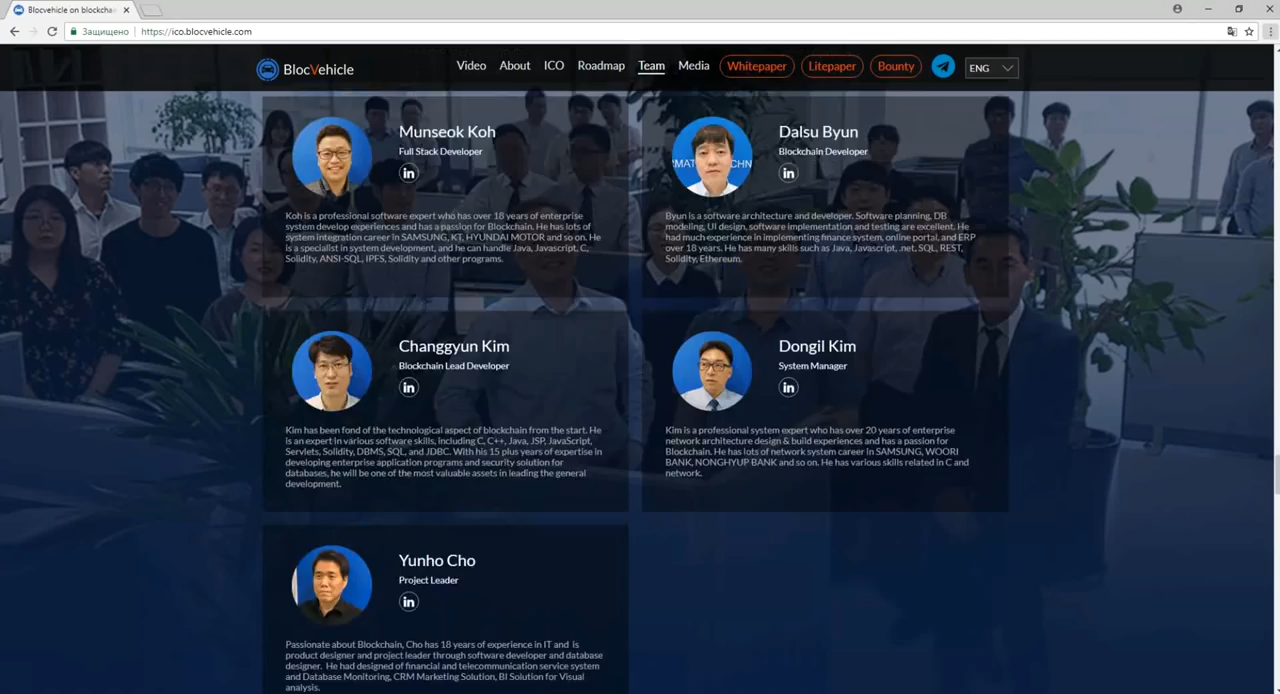 Blocvehicle on blockcha
Защищено https://ico.blocvehicle.com
BlocVehicle Video About ICO Roadmap Team Media Whitepaper Litepaper Bounty ENG
Munseok Koh
Full Stack Developer
in
Koh is a professional software expert who has over 18 years of enterprise
system develop experiences and has a passion for Blockchain. He has lots of
system integration career in SAMSUNG, KT, HYUNDAI MOTOR and so on. He
is a specialist in system development, and he can handle Java, Javascript, C,
Solidity, ANSI-SQL, IPFS, Solidity and other programs.
Dalsu Byun
Blockchain Developer
in
MAT CHN
Byun is a software architecture and developer. Software planning, DB
modeling, UI design, software implementation and testing are excellent. He
had much experience in implementing finance system, online portal, and ERP
over 18 years. He has many skills such as Java, Javascript, .net, SQL, REST,
Solidity, Ethereum.
Changgyun Kim
Blockchain Lead Developer
in
Kim has been fond of the technological aspect of blockchain from the start. He
is an expert in various software skills, including C, C++, Java, JSP, JavaScript,
Servlets, Solidity, DBMS, SQL, and JDBC. With his 15 plus years of expertise in
developing enterprise application programs and security solution for
databases, he will be one of the most valuable assets in leading the general
development.
Dongil Kim
System Manager
in
Kim is a professional system expert who has over 20 years of enterprise
network architecture design & build experiences and has a passion for
Blockchain. He has lots of network system career in SAMSUNG, WOORI
BANK, NONGHYUP BANK and so on. He has various skills related in C and
network.
Yunho Cho
Project Leader
in
Passionate about Blockchain, Cho has 18 years of experience in IT and is
product designer and project leader through software developer and database
designer. He had designed of financial and telecommunication service system
and Database Monitoring, CRM Marketing Solution, BI Solution for Visual
analysis.